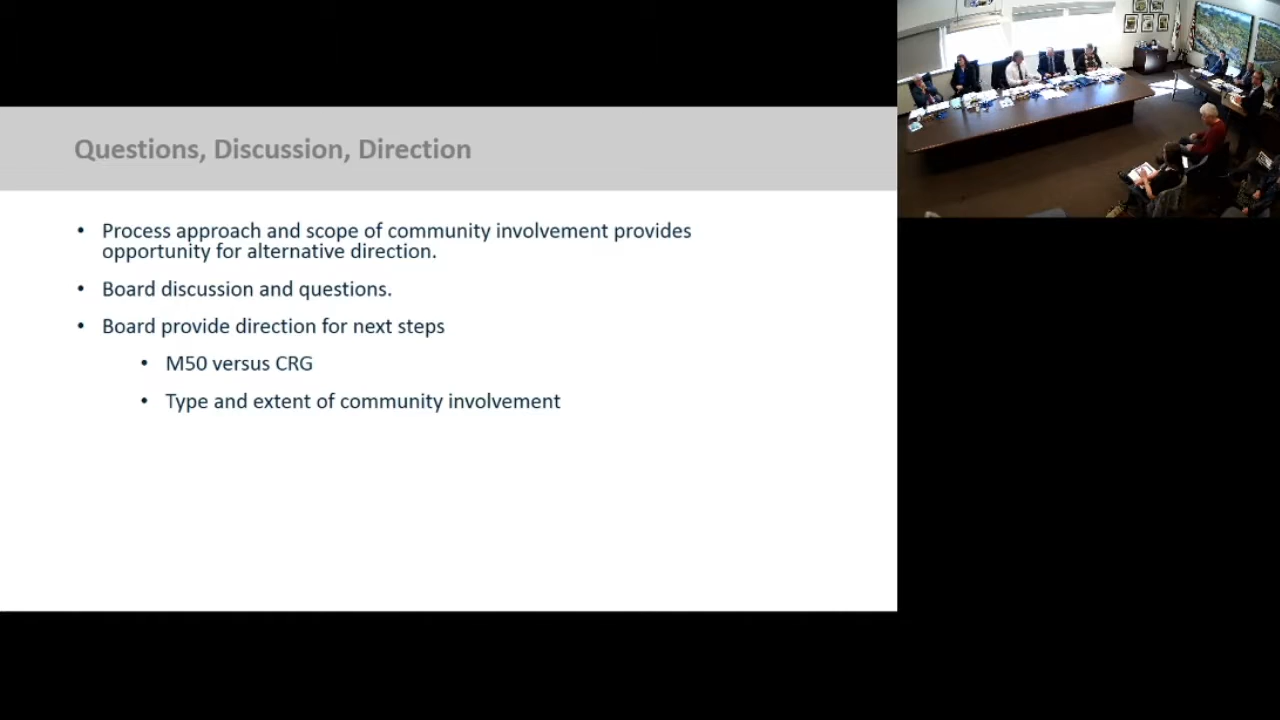 Questions, Discussion, Direction
• Process approach and scope of community involvement provides
opportunity for alternative direction.
• Board discussion and questions.
• Board provide direction for next steps
• M50 versus CRG
• Type and extent of community involvement